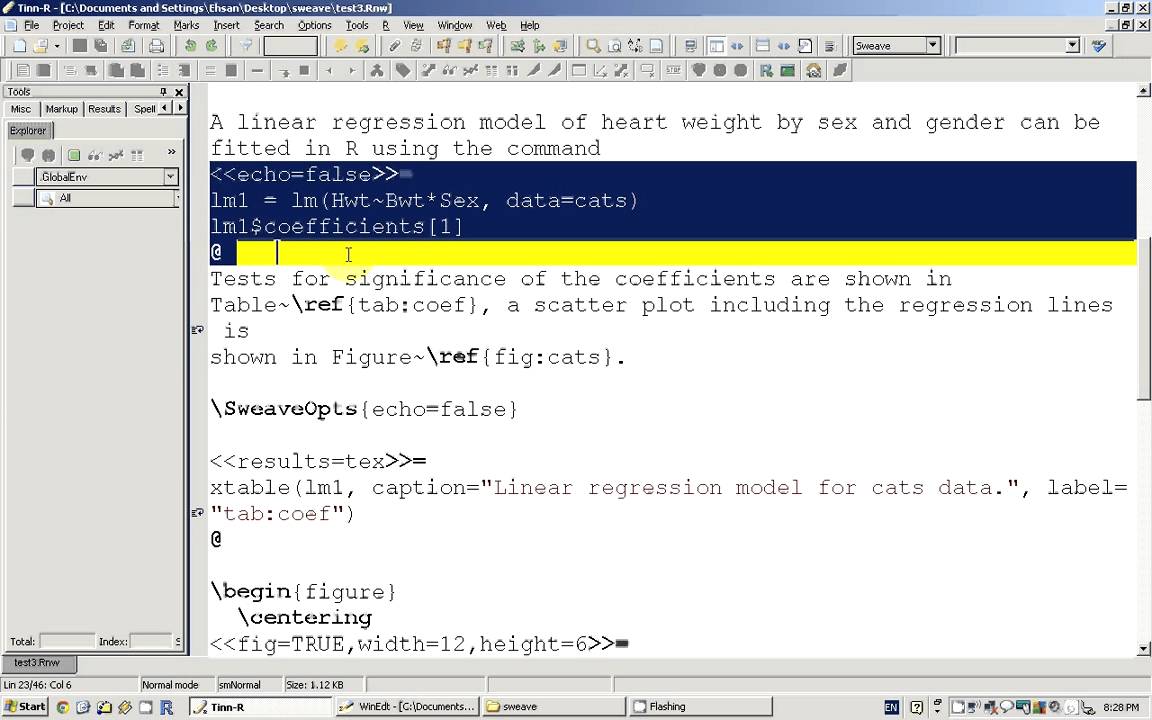 Tinn-R - [C:\Documents and Settings\Ehsan\Desktop\sweave\test3.Rnw]
File Project Edit Format Marks Insert Search Options Tools R View Window Web Help
Sweave
Tools
Misc Markup Results Spell
Explorer
.GlobalEnv
All
A linear regression model of heart weight by sex and gender can be
fitted in R using the command
<<echo=false>>=
lm1 = lm(Hwt~Bwt*Sex, data=cats)
lm1$coefficients[1]
@
Tests for significance of the coefficients are shown in
Table~\ref{tab:coef}, a scatter plot including the regression lines
is
shown in Figure~\ref{fig:cats}.
\SweaveOpts{echo=false}
<<results=tex>>=
xtable(lm1, caption="Linear regression model for cats data.", label=
"tab:coef")
@
\begin{figure}
\centering
<<fig=TRUE,width=12,height=6>>=
Total: Index: S
test3.Rnw
Lin 23/46: Col 6 Normal mode smNormal Size: 1.12 KB
Start Tinn-R WinEdt - [C:\Documents... sweave Flashing EN 8:28 PM